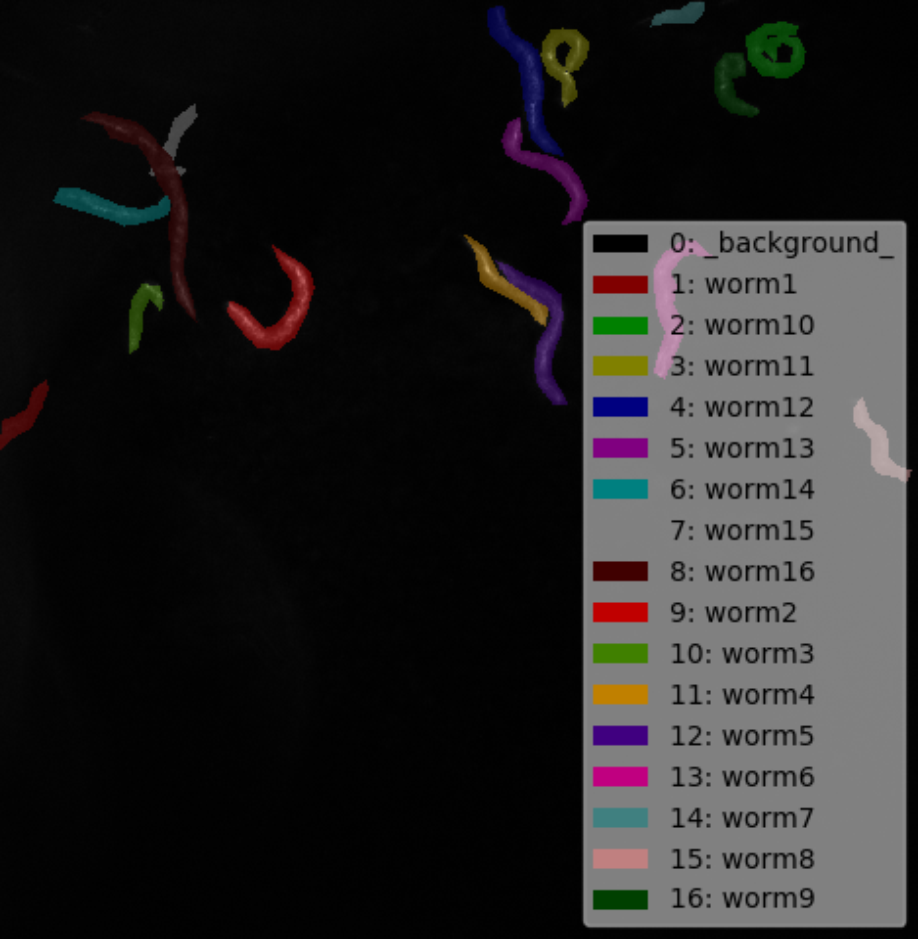 0: _background_
1: worm1
2: worm10
3: worm11
4: worm12
5: worm13
6: worm14
7: worm15
8: worm16
9: worm2
10: worm3
11: worm4
12: worm5
13: worm6
14: worm7
15: worm8
16: worm9